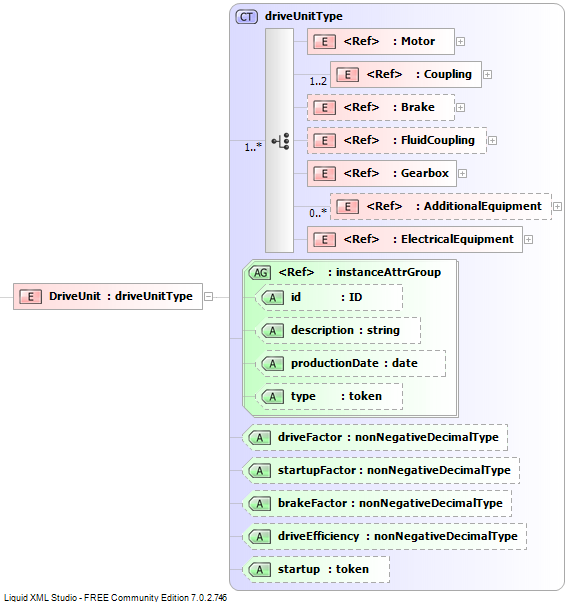 CT driveUnitType
E <Ref> : Motor
1..2 E <Ref> : Coupling
E <Ref> : Brake
1..*
E <Ref> : FluidCoupling
E <Ref> : Gearbox
0..* E <Ref> : AdditionalEquipment
E <Ref> : ElectricalEquipment
AG <Ref> : instanceAttrGroup
E DriveUnit : driveUnitType
A id : ID
A description : string
A productionDate : date
A type : token
A driveFactor : nonNegativeDecimalType
A startupFactor : nonNegativeDecimalType
A brakeFactor : nonNegativeDecimalType
A driveEfficiency : nonNegativeDecimalType
A startup : token
Liquid XML Studio - FREE Community Edition 7.0.2.746